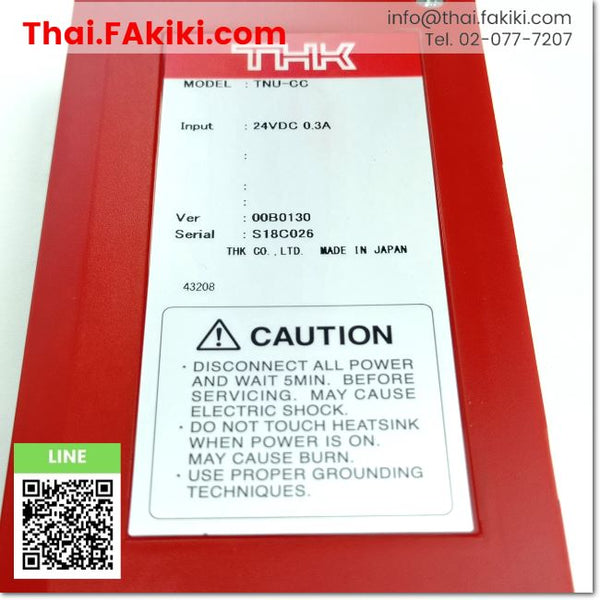 Thai.FAkiki.com
info@thai.fakiki.com
Tel. 02-077-7207
THK
MODEL : TNU-CC
Input : 24VDC 0.3A
:
:
:
Ver : 00B0130
Serial : S18C026
THK CO.,LTD. MADE IN JAPAN
43208
⚠ CAUTION
· DISCONNECT ALL POWER
AND WAIT 5MIN. BEFORE
SERVICING. MAY CAUSE
ELECTRIC SHOCK.
· DO NOT TOUCH HEATSINK
WHEN POWER IS ON.
MAY CAUSE BURN.
· USE PROPER GROUNDING
TECHNIQUES.
LINE